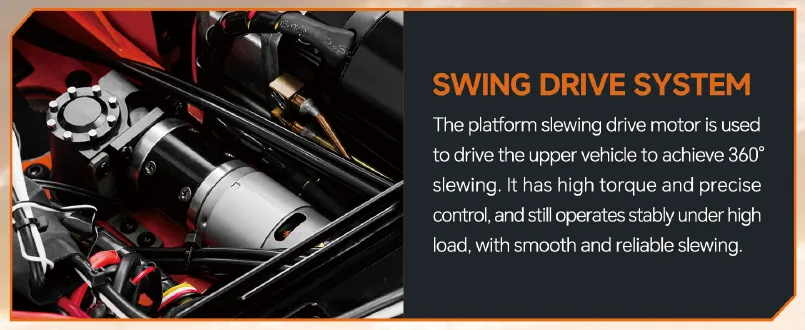 SWING DRIVE SYSTEM
The platform slewing drive motor is used
to drive the upper vehicle to achieve 360°
slewing. It has high torque and precise
control, and still operates stably under high
load, with smooth and reliable slewing.